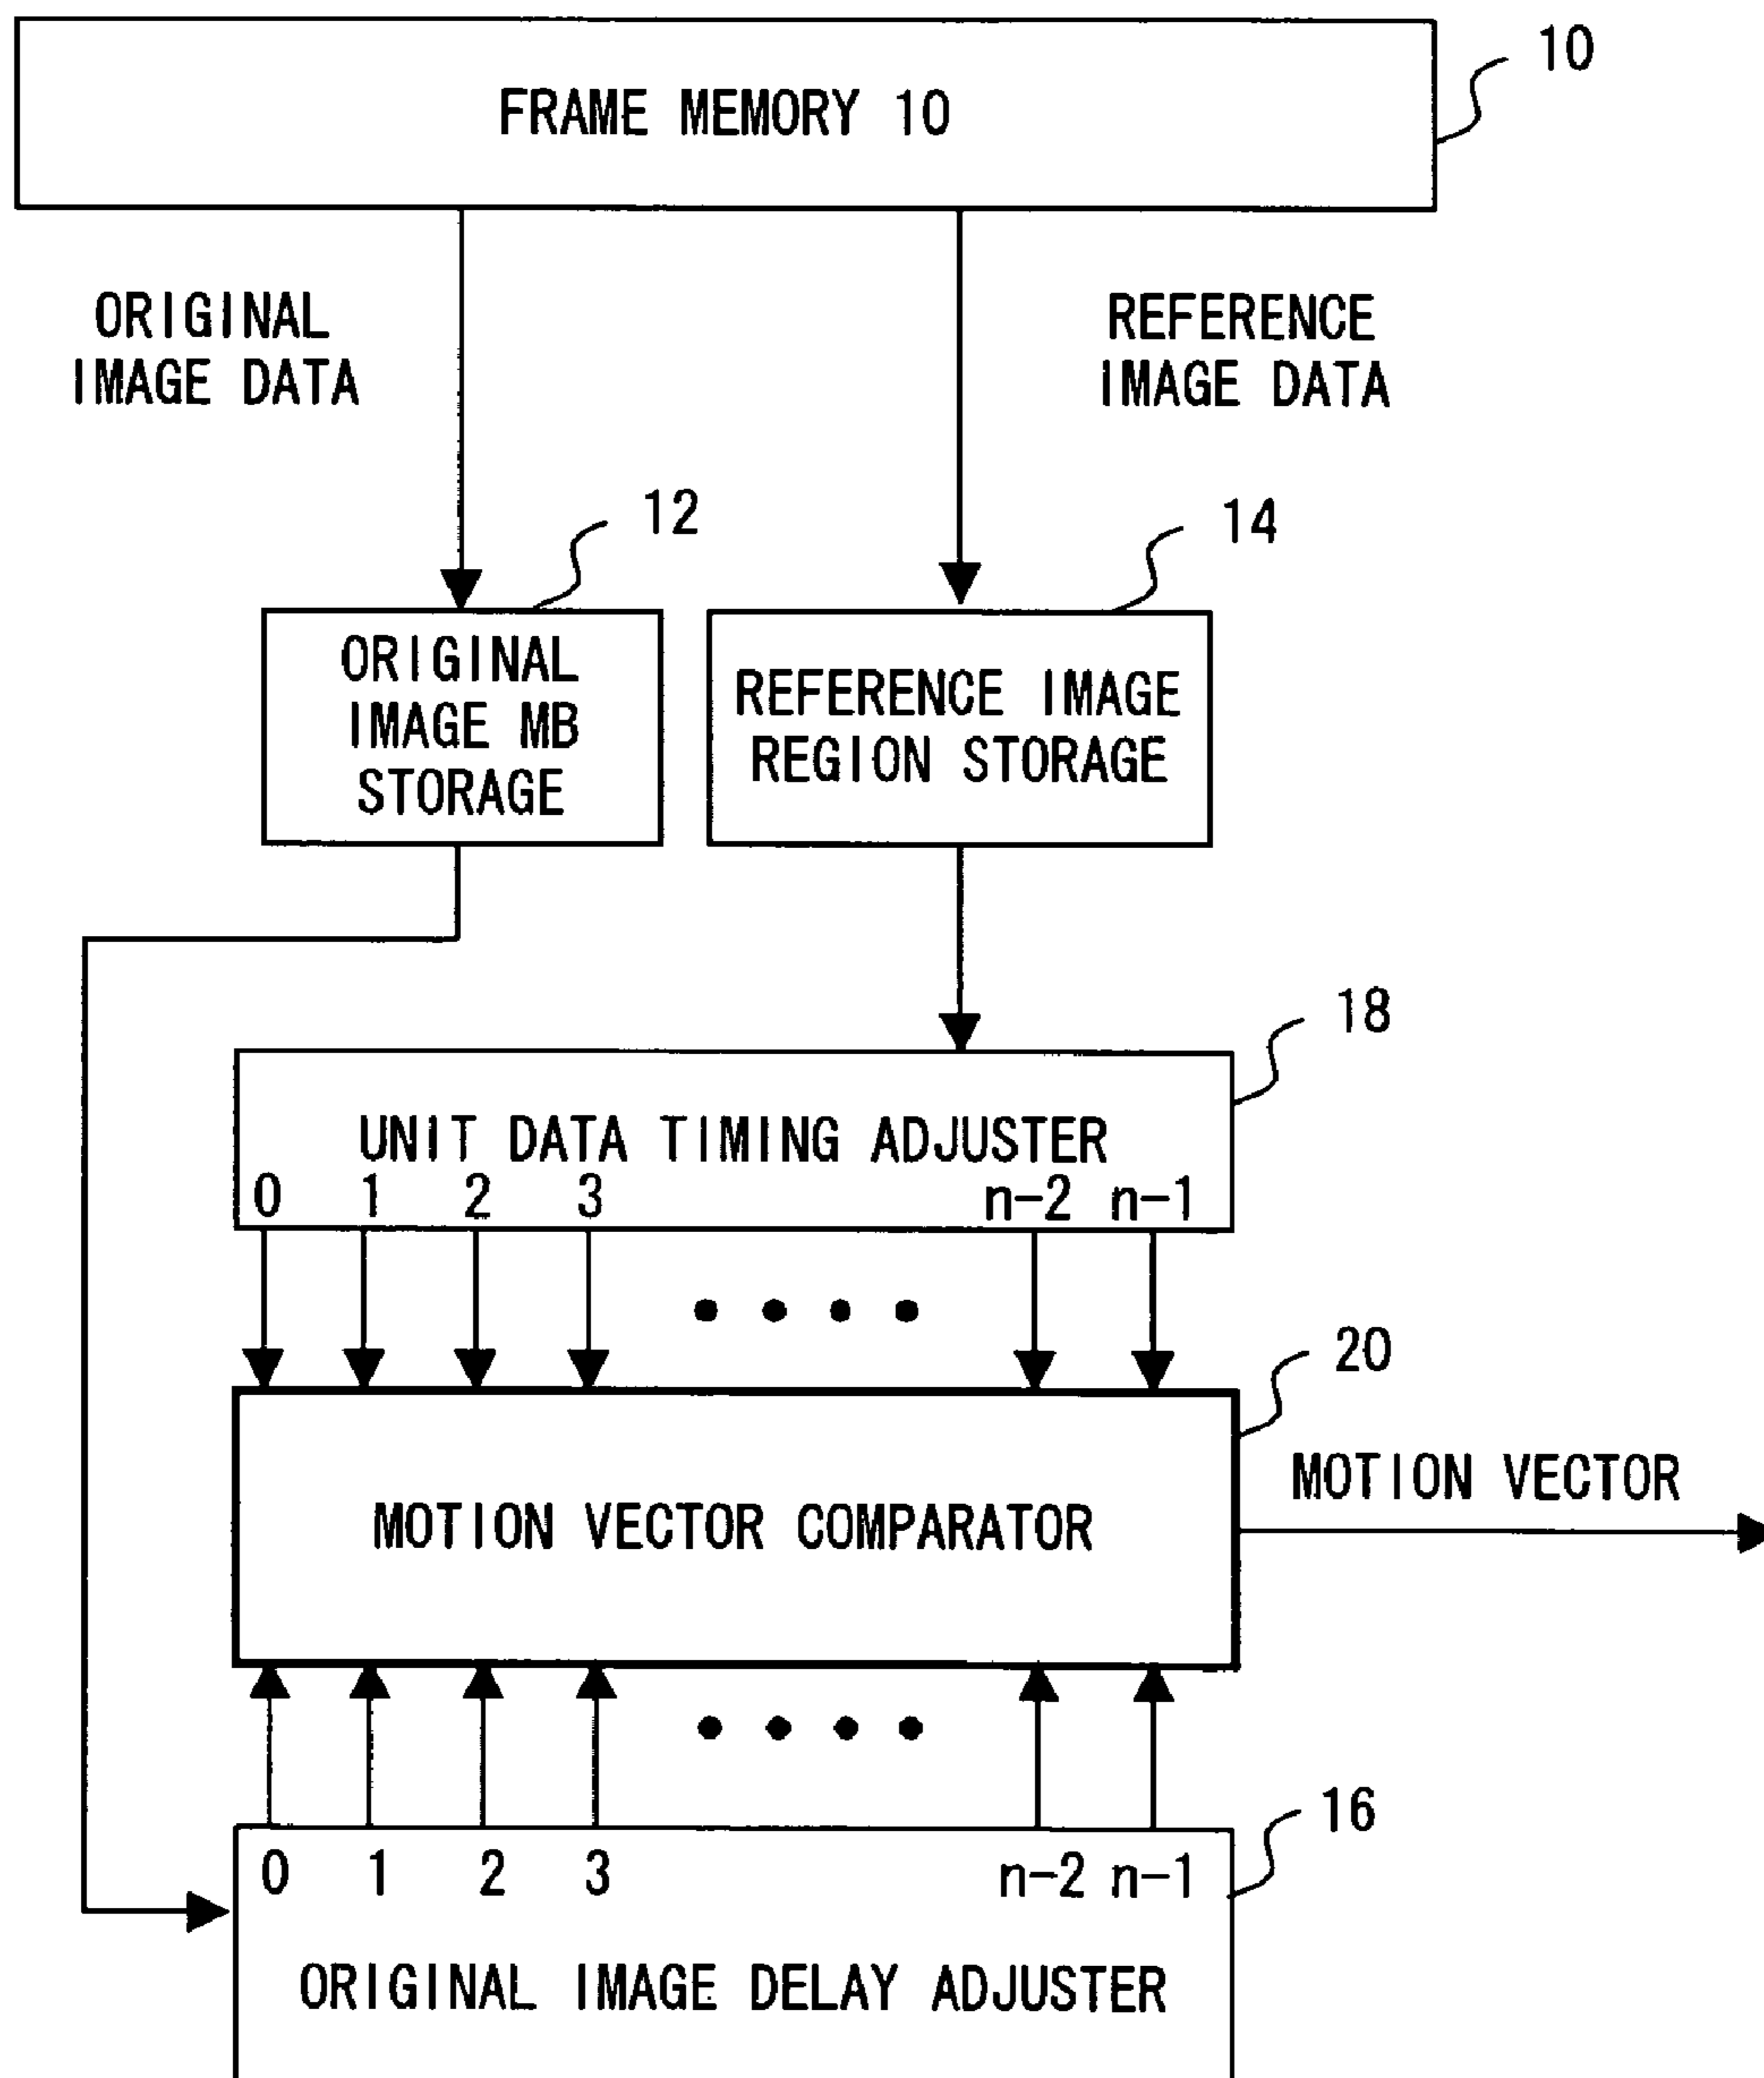 10
FRAME MEMORY 10
ORIGINAL
IMAGE DATA
REFERENCE
IMAGE DATA
12
14
ORIGINAL
IMAGE MB
STORAGE
REFERENCE IMAGE
REGION STORAGE
18
UNIT DATA TIMING ADJUSTER
0 1 2 3 n-2 n-1
20
MOTION VECTOR COMPARATOR
MOTION VECTOR
16
0 1 2 3 n-2 n-1
ORIGINAL IMAGE DELAY ADJUSTER